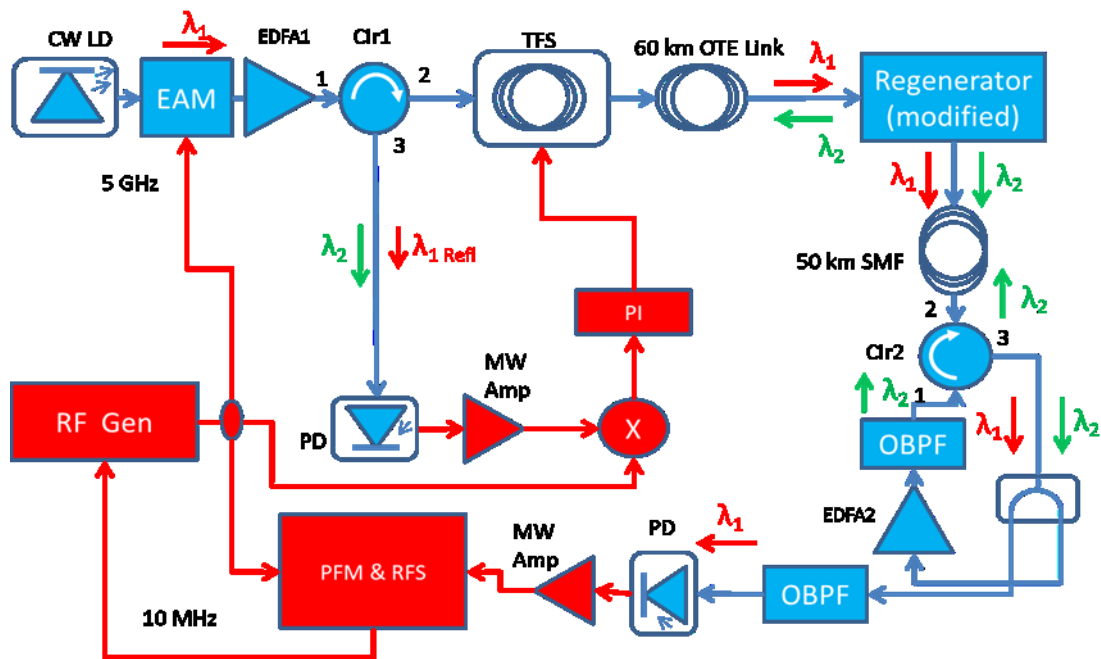 CW LD
λ1
EDFA1
Cir1
TFS
60 km OTE Link
λ1
EAM
1
2
3
Regenerator
(modified)
λ2
5 GHz
λ1
λ2
λ2
λ1 Refl
50 km SMF
λ2
2
3
PI
Cir2
MW
Amp
λ2
1
RF Gen
PD
X
OBPF
λ1
λ2
EDFA2
MW
Amp
PD
λ1
PFM & RFS
OBPF
10 MHz